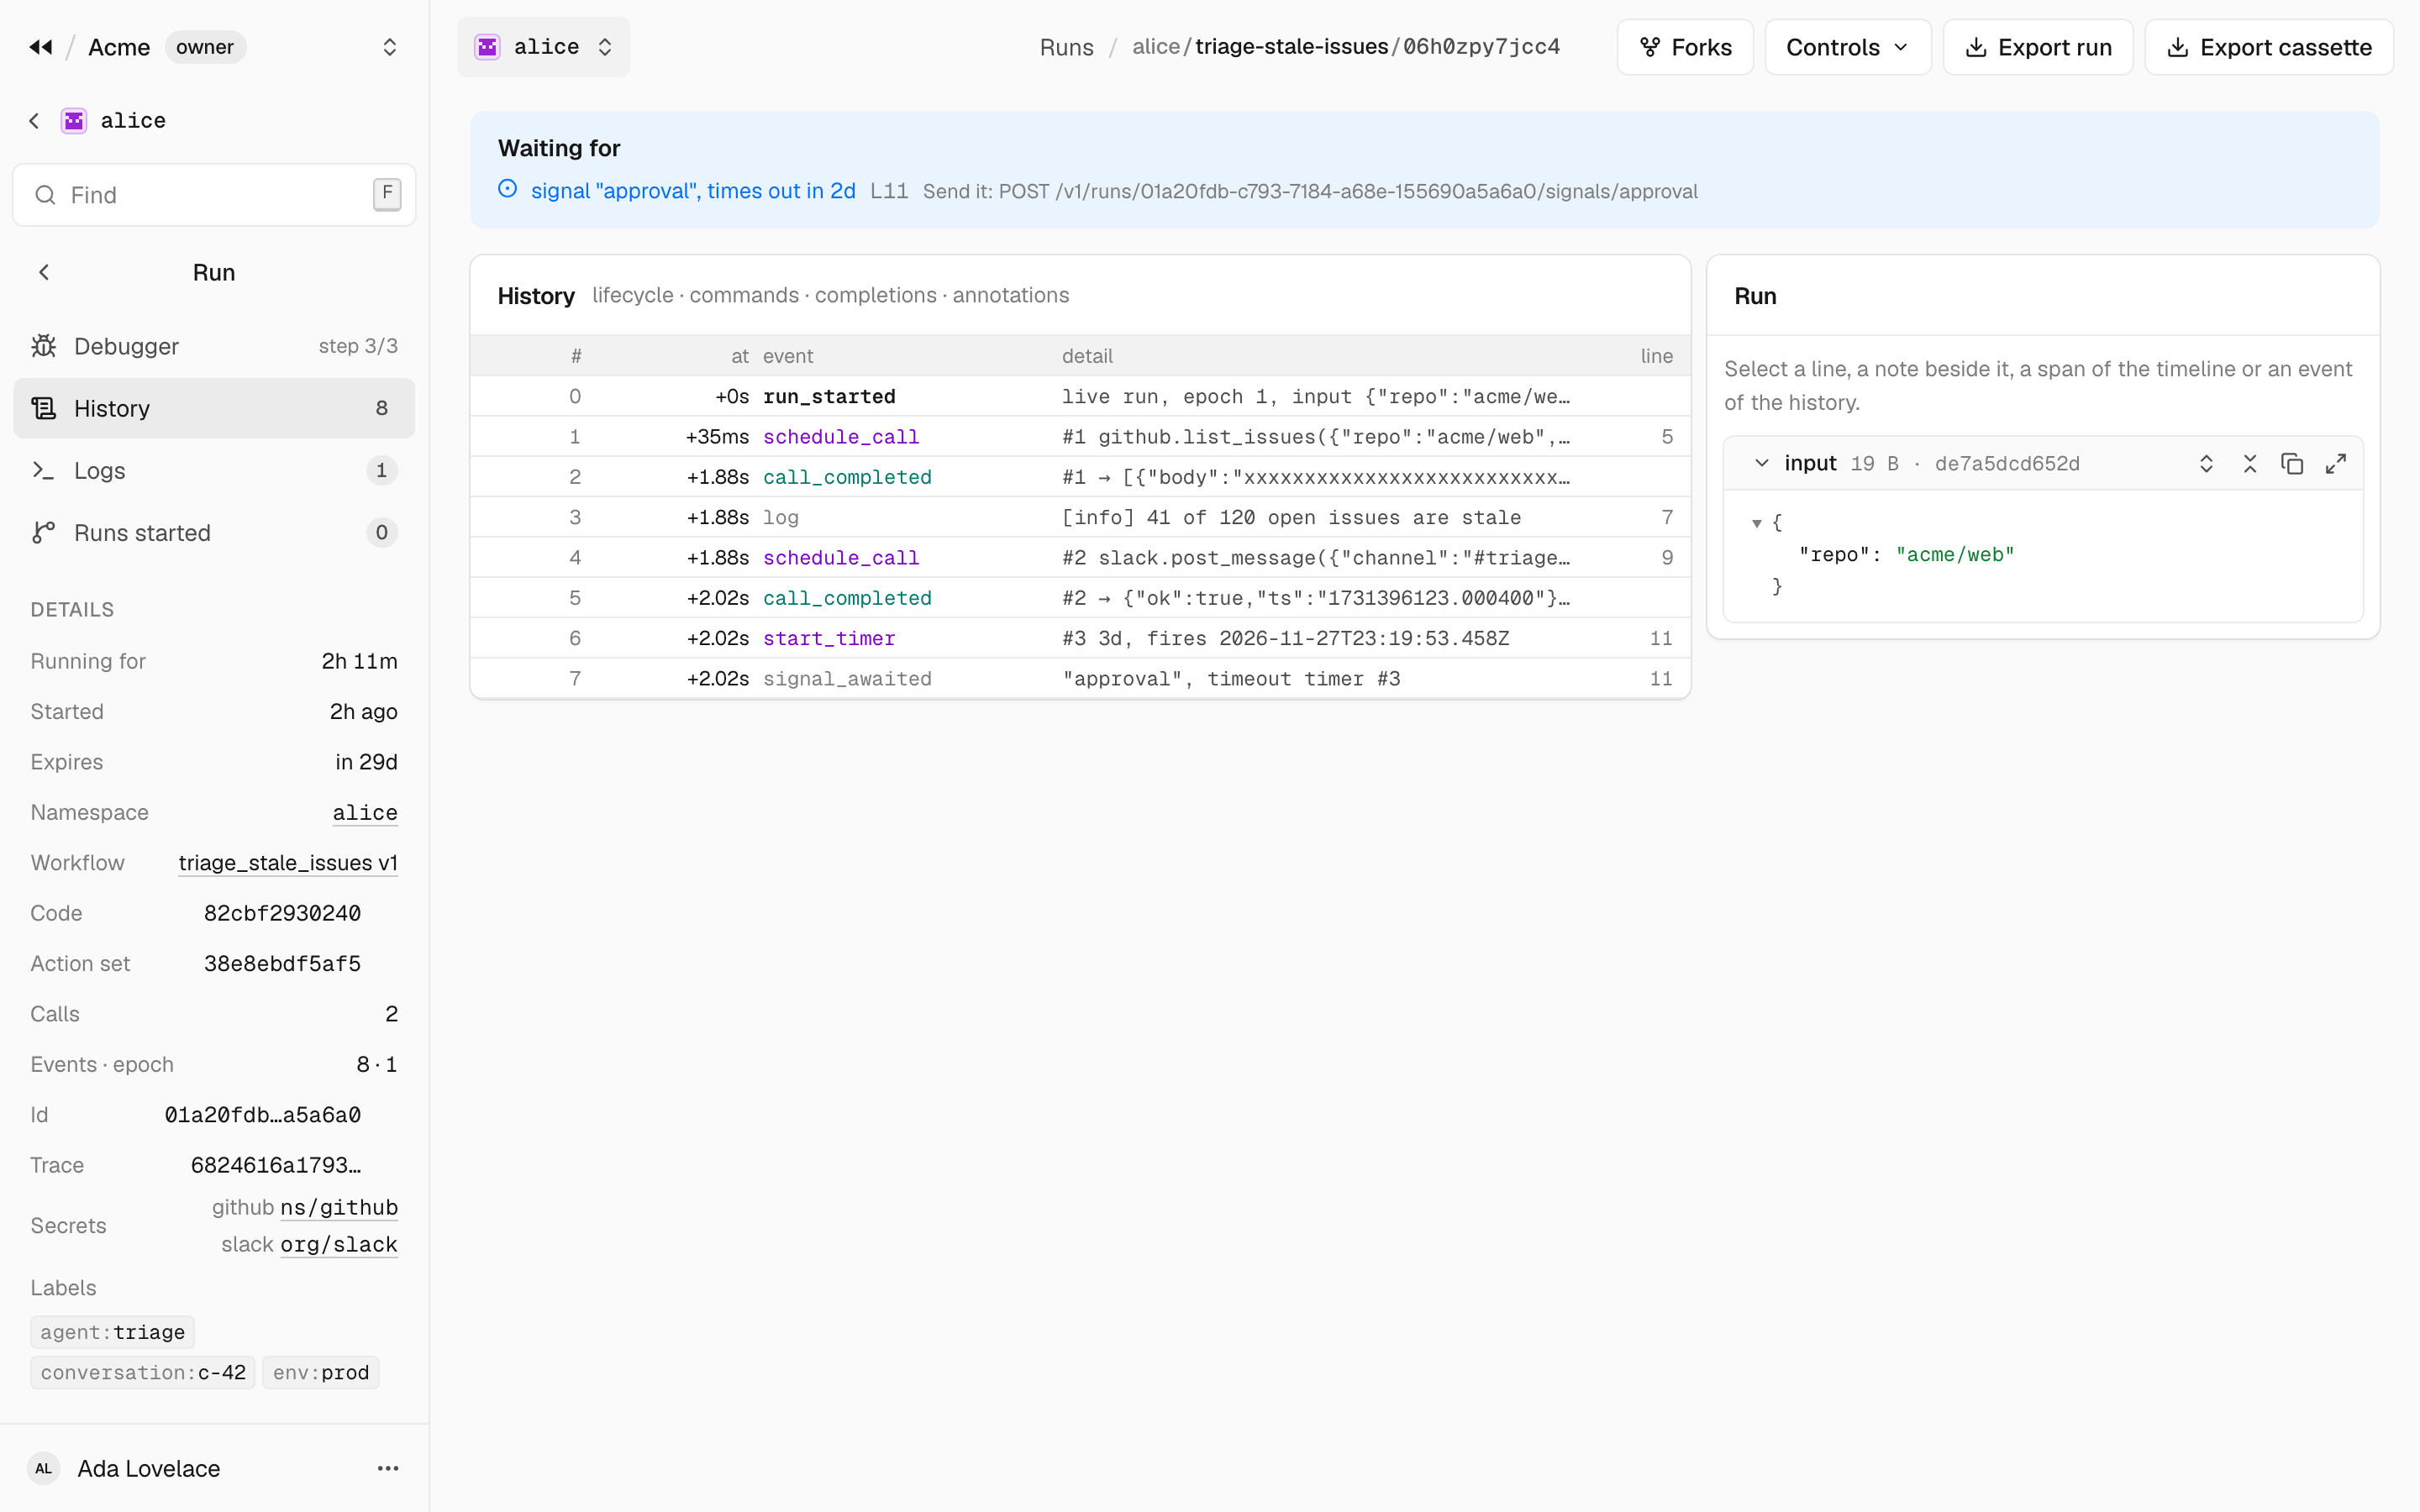 Acme owner
alice
Find F
Run
Debugger step 3/3
History 8
Logs 1
Runs started 0
DETAILS
Running for 2h 11m
Started 2h ago
Expires in 29d
Namespace alice
Workflow triage_stale_issues v1
Code 82cbf2930240
Action set 38e8ebdf5af5
Calls 2
Events · epoch 8 · 1
Id 01a20fdb…a5a6a0
Trace 6824616a1793…
Secrets github ns/github
slack org/slack
Labels
agent:triage
conversation:c-42 env:prod
AL Ada Lovelace
alice
Runs / alice/triage-stale-issues/06h0zpy7jcc4
Forks Controls Export run Export cassette
Waiting for
signal "approval", times out in 2d L11 Send it: POST /v1/runs/01a20fdb-c793-7184-a68e-155690a5a6a0/signals/approval
History lifecycle · commands · completions · annotations
# at event detail line
0 +0s run_started live run, epoch 1, input {"repo":"acme/we…
1 +35ms schedule_call #1 github.list_issues({"repo":"acme/web",… 5
2 +1.88s call_completed #1 → [{"body":"xxxxxxxxxxxxxxxxxxxxxxxxxx…
3 +1.88s log [info] 41 of 120 open issues are stale 7
4 +1.88s schedule_call #2 slack.post_message({"channel":"#triage… 9
5 +2.02s call_completed #2 → {"ok":true,"ts":"1731396123.000400"}…
6 +2.02s start_timer #3 3d, fires 2026-11-27T23:19:53.458Z 11
7 +2.02s signal_awaited "approval", timeout timer #3 11
Run
Select a line, a note beside it, a span of the timeline or an event
of the history.
input 19 B · de7a5dcd652d
{
"repo": "acme/web"
}